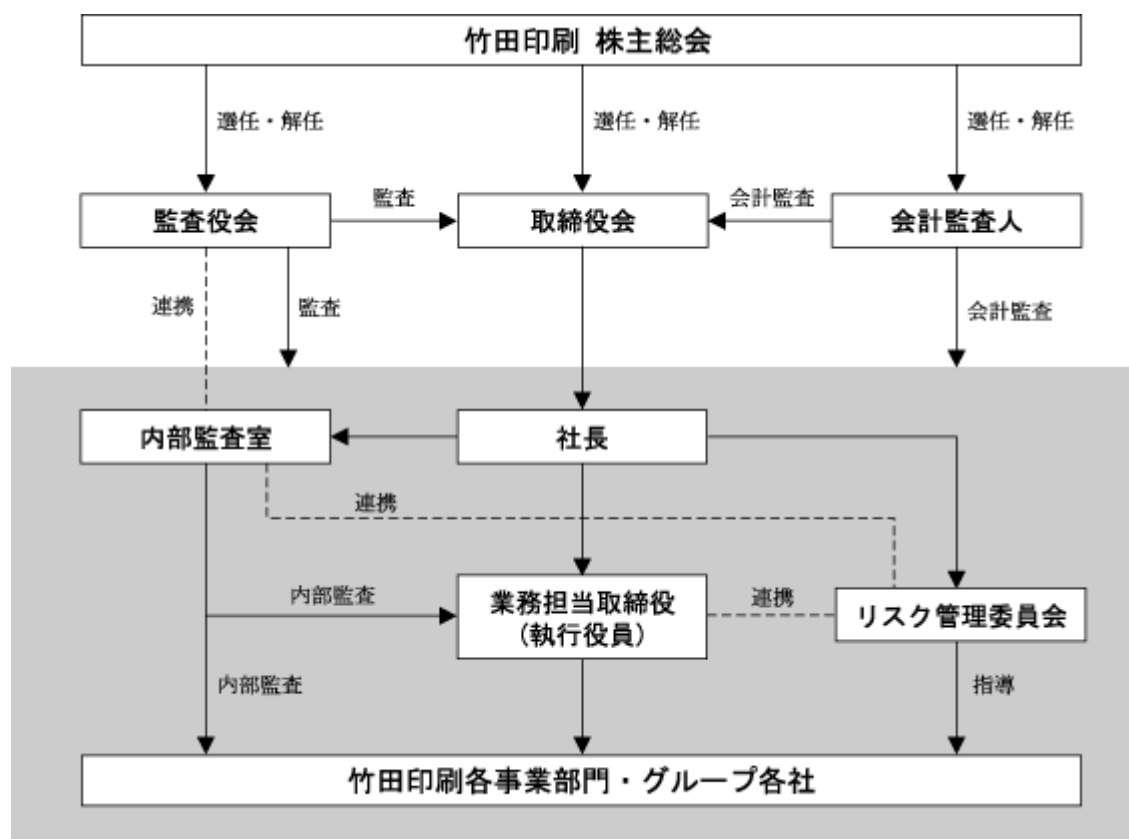 竹田印刷 株主総会
選任・解任
選任・解任
選任・解任
監査役会
監査
取締役会
会計監査
会計監査人
連携
監査
会計監査
内部監査室
社長
連携
内部監査
業務担当取締役
(執行役員)
連携
リスク管理委員会
内部監査
指導
竹田印刷各事業部門・グループ各社